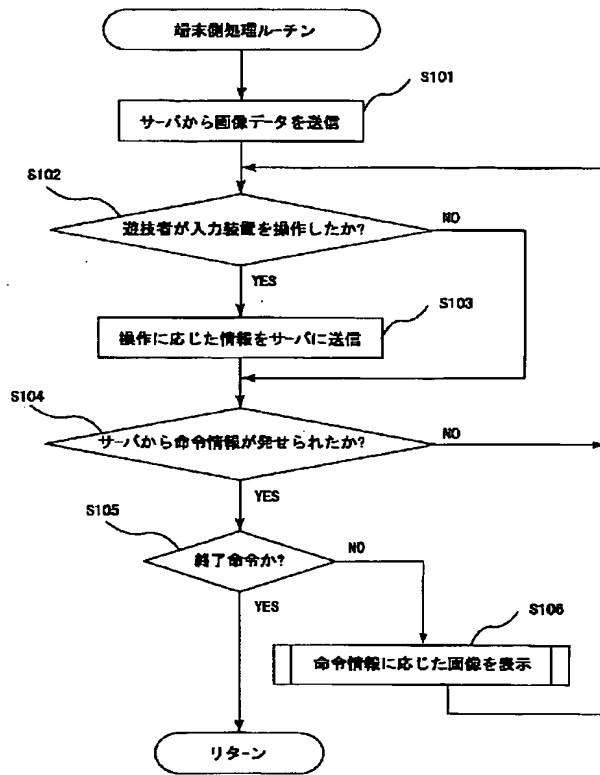 端末側処理ルーチン
S101
サーバから画像データを送信
S102
遊技者が入力装置を操作したか?
NO
YES
S103
操作に応じた情報をサーバに送信
S104
サーバから命令情報が発せられたか?
NO
YES
S105
終了命令か?
NO
YES
S106
命令情報に応じた画像を表示
リターン